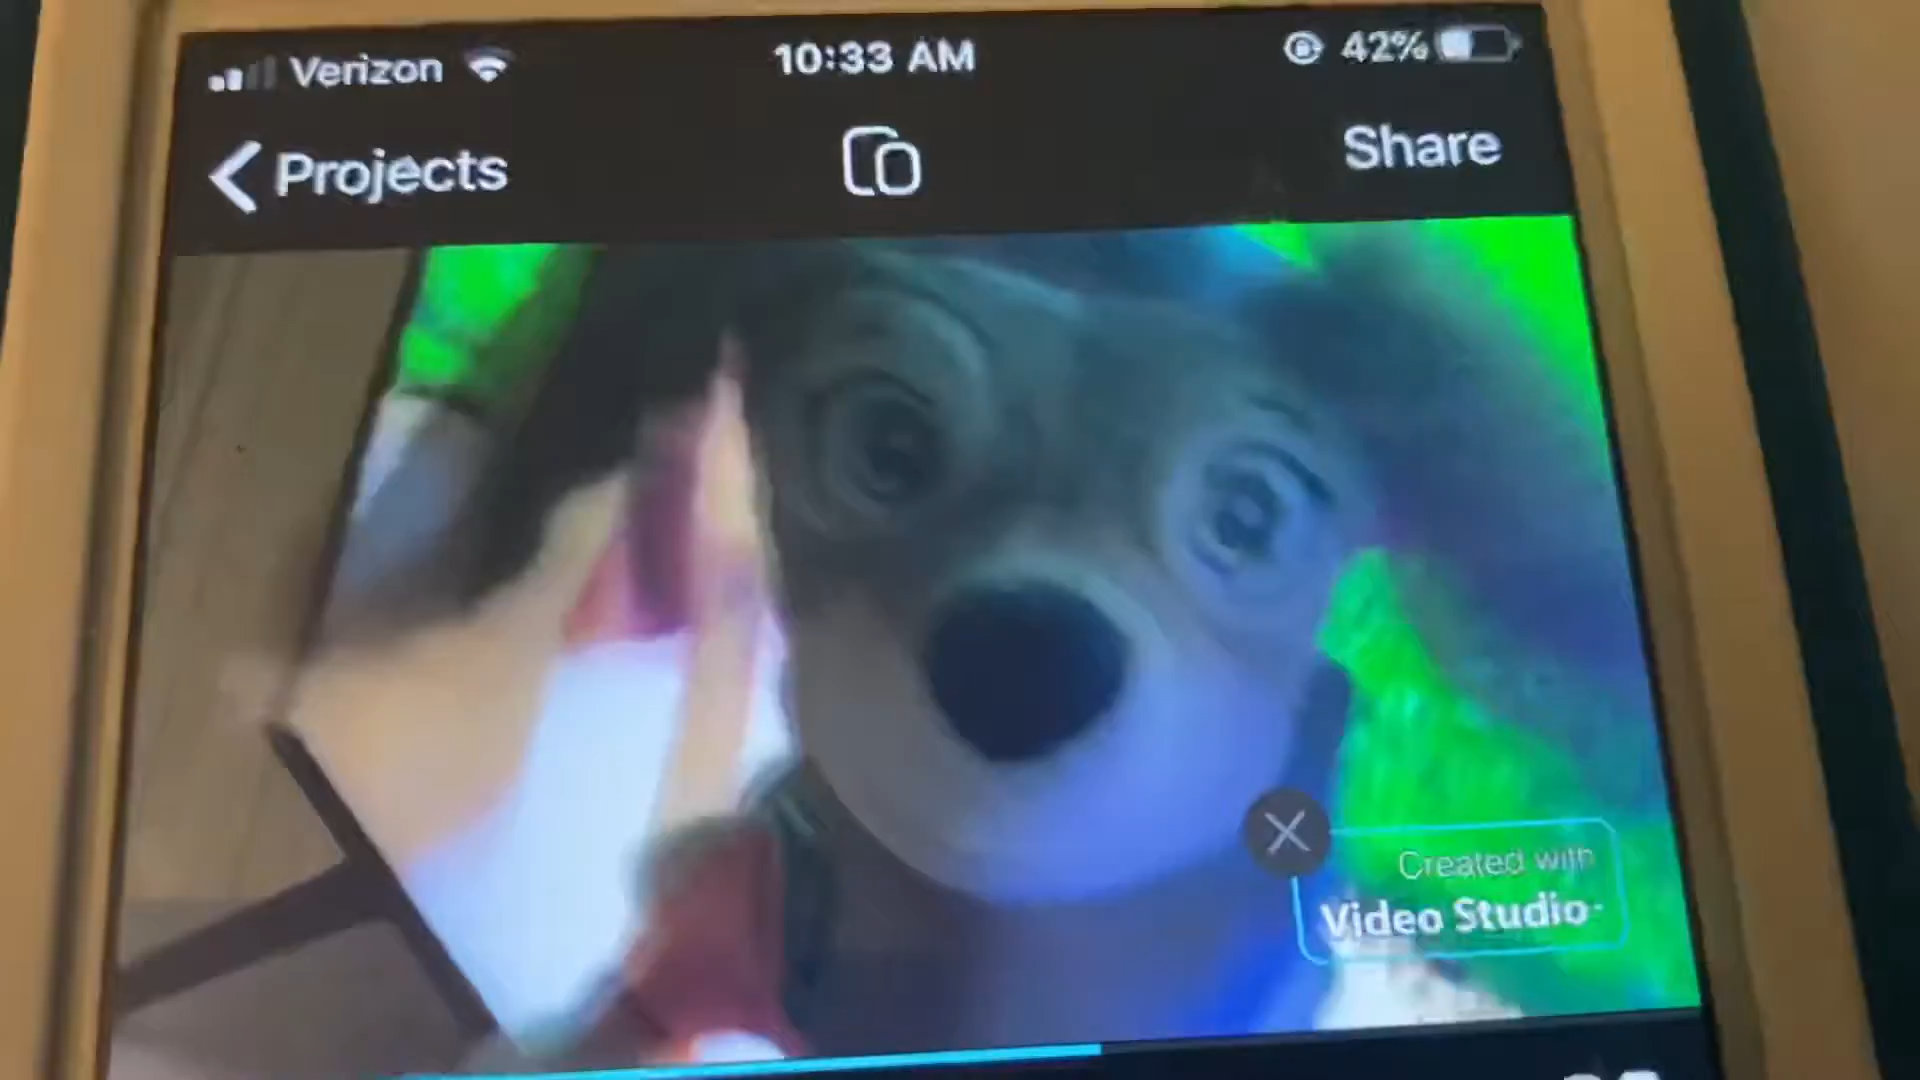 Verizon
10:33 AM
42%
Projects
Share
Created with
Video Studio